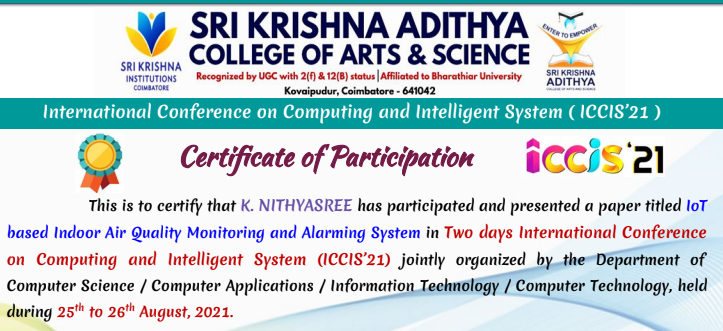 SRI KRISHNA ADITHYA
COLLEGE OF ARTS & SCIENCE
Recognized by UGC with 2(f) & 12(B) status | Affiliated to Bharathiar University
Kovaipudur, Coimbatore - 641042
SRI KRISHNA
INSTITUTIONS
COIMBATORE
ENTER TO EMPOWER
SRI KRISHNA
ADITHYA
COLLEGE OF ARTS AND SCIENCE
International Conference on Computing and Intelligent System ( ICCIS'21 )
Certificate of Participation
iccis '21
This is to certify that K. NITHYASREE has participated and presented a paper titled IoT
based Indoor Air Quality Monitoring and Alarming System in Two days International Conference
on Computing and Intelligent System (ICCIS'21) jointly organized by the Department of
Computer Science / Computer Applications / Information Technology / Computer Technology, held
during 25th to 26th August, 2021.